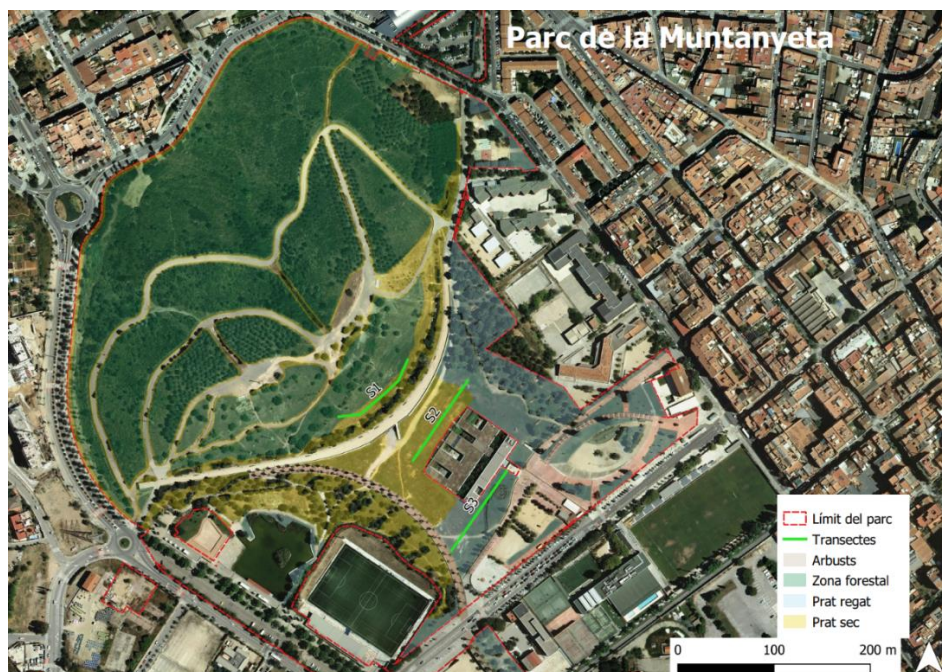 Parc de la Muntanyeta
S1
S2
S3
Límit del parc
Transectes
Arbusts
Zona forestal
Prat regat
Prat sec
0 100 200 m